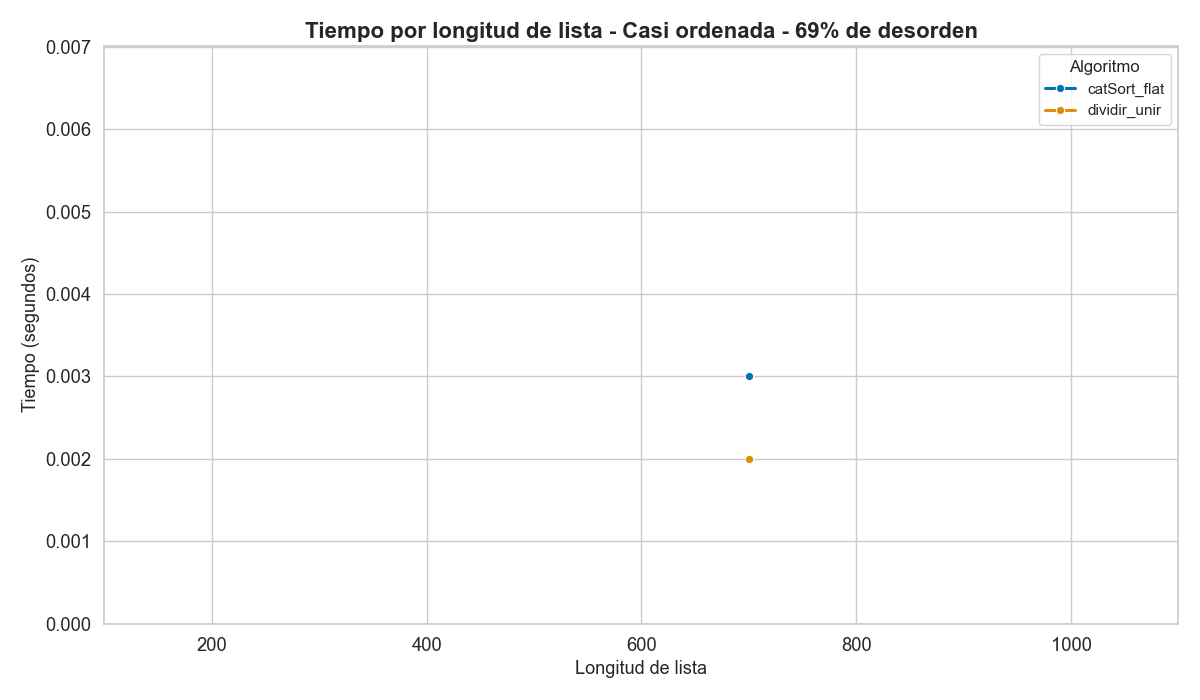 Tiempo por longitud de lista - Casi ordenada - 69% de desorden
Algoritmo
catSort_flat
dividir_unir
Tiempo (segundos)
0.007
0.006
0.005
0.004
0.003
0.002
0.001
0.000
200 400 600 800 1000
Longitud de lista